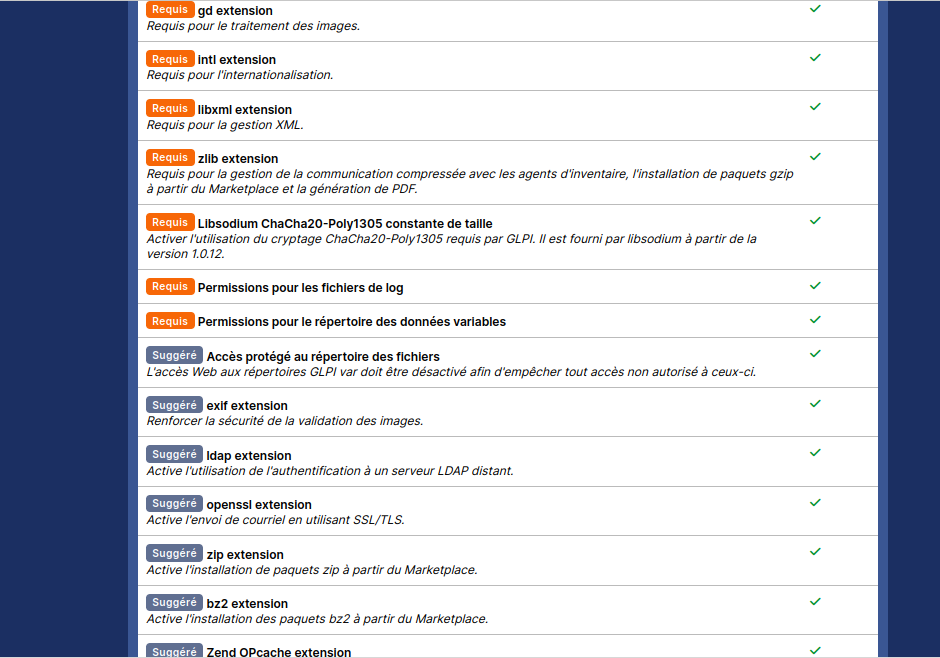 Requis gd extension
Requis pour le traitement des images.
Requis intl extension
Requis pour l'internationalisation.
Requis libxml extension
Requis pour la gestion XML.
Requis zlib extension
Requis pour la gestion de la communication compressée avec les agents d'inventaire, l'installation de paquets gzip
à partir du Marketplace et la génération de PDF.
Requis Libsodium ChaCha20-Poly1305 constante de taille
Activer l'utilisation du cryptage ChaCha20-Poly1305 requis par GLPI. Il est fourni par libsodium à partir de la
version 1.0.12.
Requis Permissions pour les fichiers de log
Requis Permissions pour le répertoire des données variables
Suggéré Accès protégé au répertoire des fichiers
L'accès Web aux répertoires GLPI var doit être désactivé afin d'empêcher tout accès non autorisé à ceux-ci.
Suggéré exif extension
Renforcer la sécurité de la validation des images.
Suggéré ldap extension
Active l'utilisation de l'authentification à un serveur LDAP distant.
Suggéré openssl extension
Active l'envoi de courriel en utilisant SSL/TLS.
Suggéré zip extension
Active l'installation de paquets zip à partir du Marketplace.
Suggéré bz2 extension
Active l'installation des paquets bz2 à partir du Marketplace.
Suggéré Zend OPcache extension